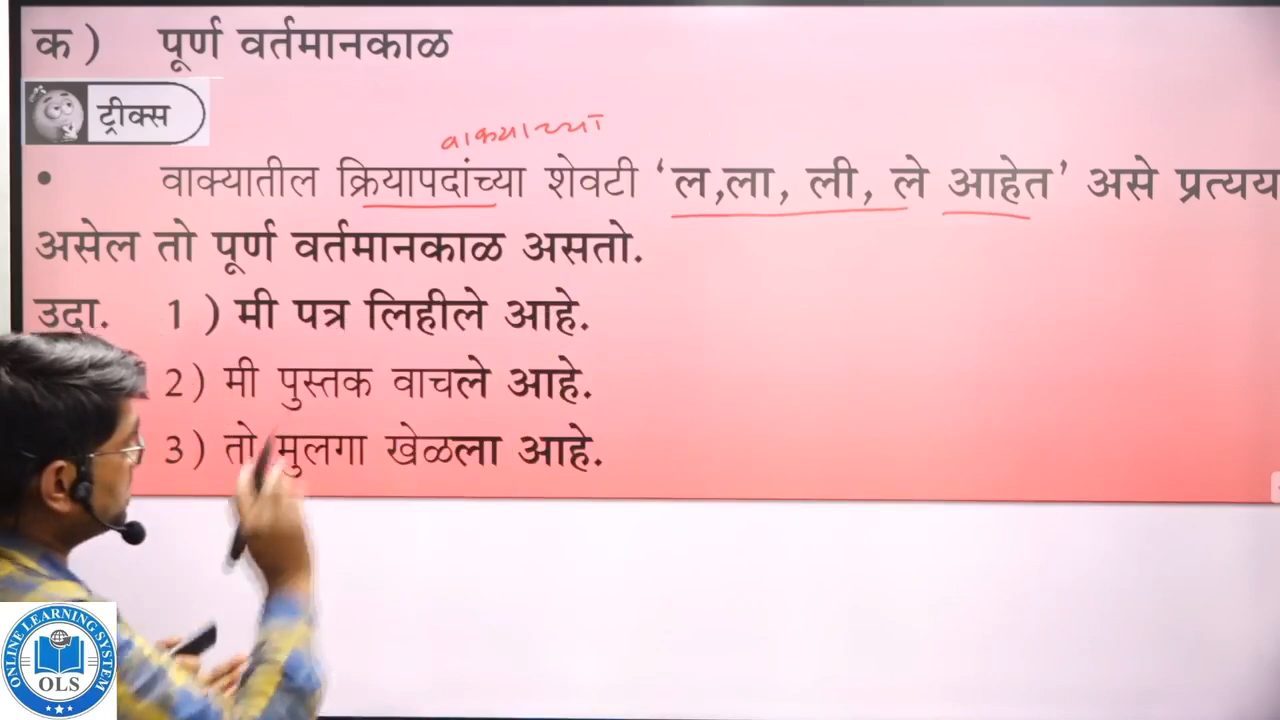 क ) पूर्ण वर्तमानकाळ
ट्रीक्स
वाक्याच्या
• वाक्यातील क्रियापदांच्या शेवटी ‘ल,ला, ली, ले आहेत’ असे प्रत्यय
असेल तो पूर्ण वर्तमानकाळ असतो.
उदा. 1 ) मी पत्र लिहीले आहे.
2 ) मी पुस्तक वाचले आहे.
3 ) तो मुलगा खेळला आहे.
ONLINE LEARNING SYSTEM
OLS